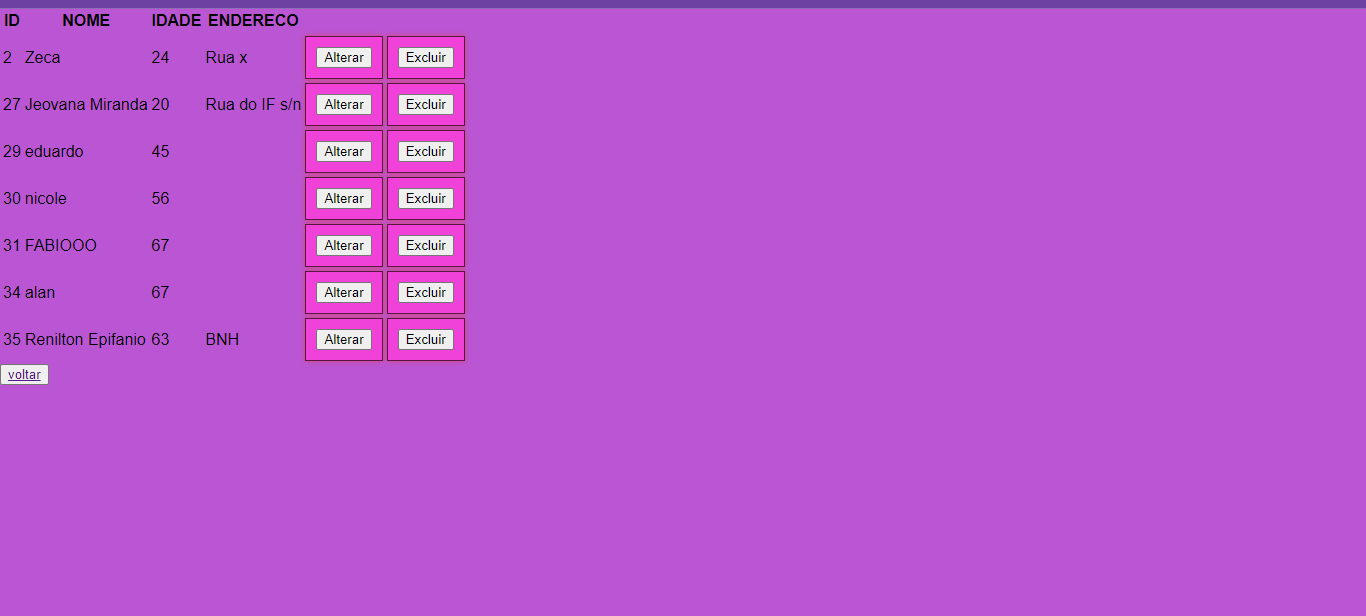 ID NOME IDADE ENDERECO
2 Zeca 24 Rua x Alterar Excluir
27 Jeovana Miranda 20 Rua do IF s/n Alterar Excluir
29 eduardo 45 Alterar Excluir
30 nicole 56 Alterar Excluir
31 FABIOOO 67 Alterar Excluir
34 alan 67 Alterar Excluir
35 Renilton Epifanio 63 BNH Alterar Excluir
voltar